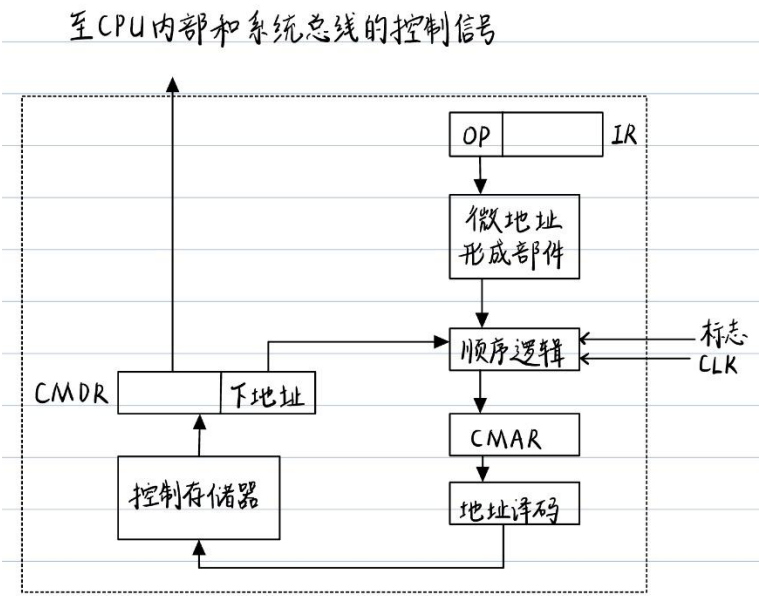 至CPU内部和系统总线的控制信号
OP
IR
微地址
形成部件
顺序逻辑
标志
CLK
CMDR
下地址
CMAR
控制存储器
地址译码